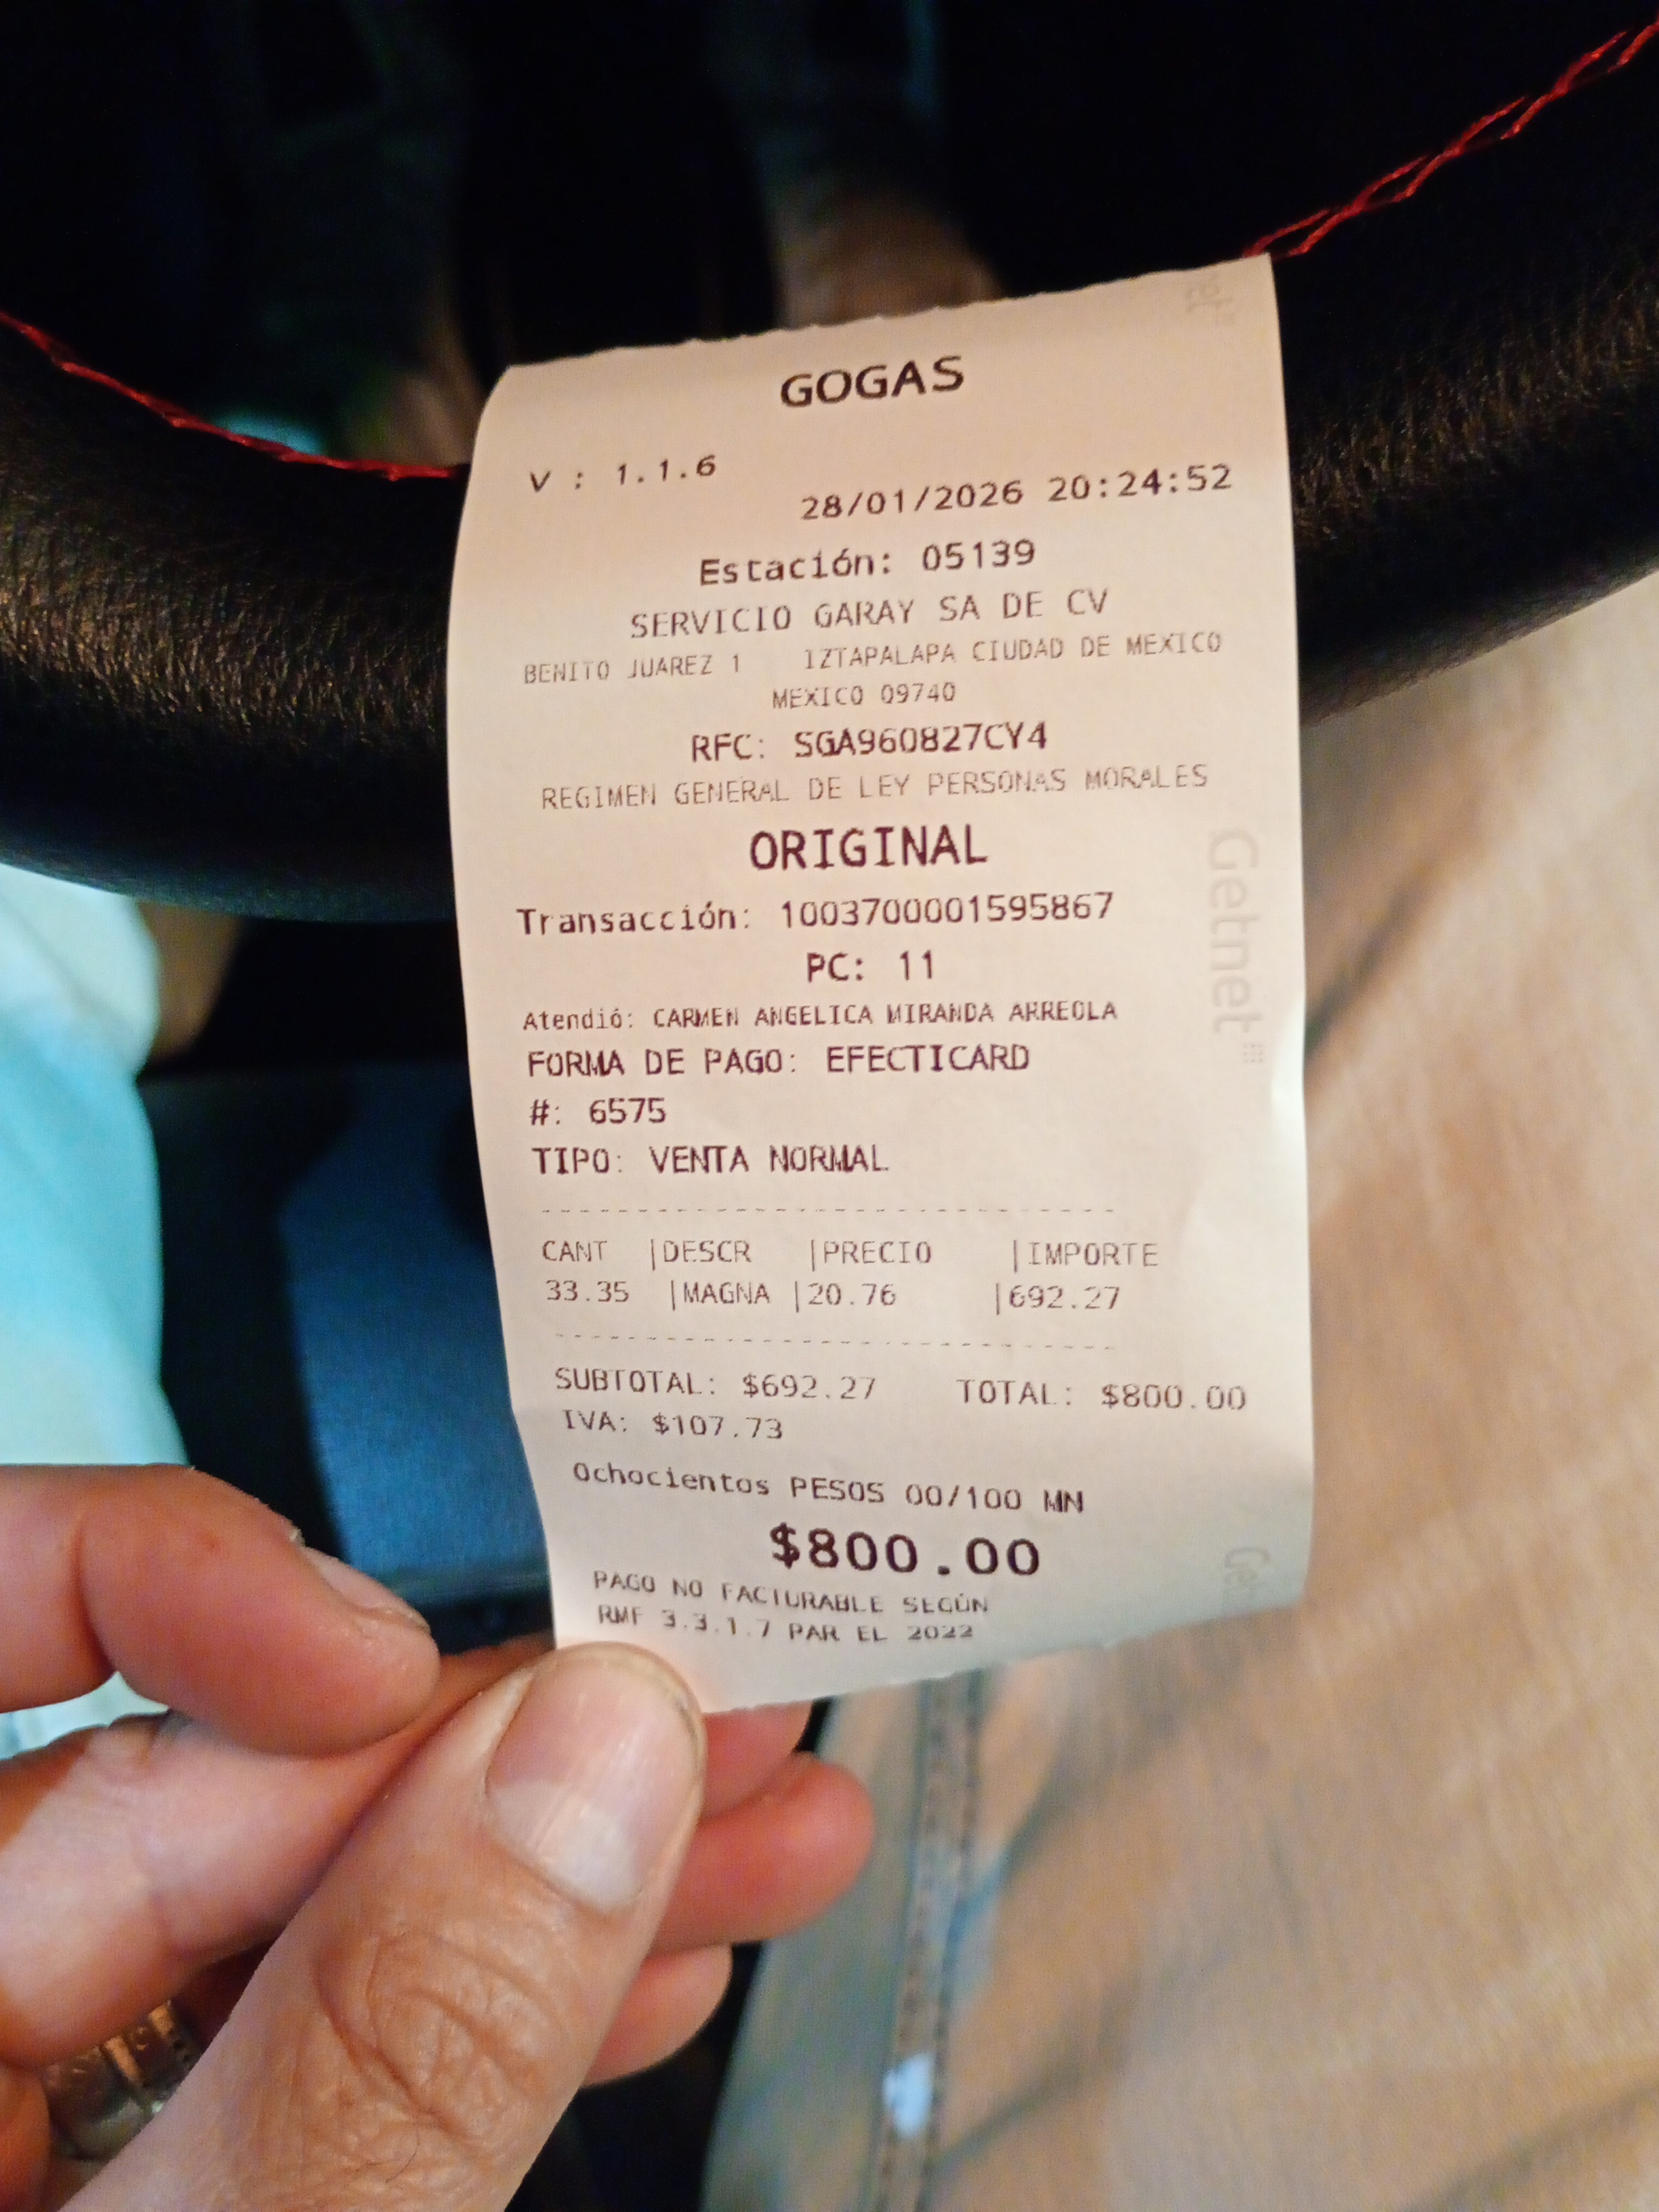 GOGAS
V : 1.1.6
28/01/2026 20:24:52
Estación: 05139
SERVICIO GARAY SA DE CV
BENITO JUAREZ 1 IZTAPALAPA CIUDAD DE MEXICO
MEXICO 09740
RFC: SGA960827CY4
REGIMEN GENERAL DE LEY PERSONAS MORALES
ORIGINAL
Transacción: 1003700001595867
PC: 11
Atendió: CARMEN ANGELICA MIRANDA ARREOLA
FORMA DE PAGO: EFECTICARD
#: 6575
TIPO: VENTA NORMAL
------------------------------
CANT |DESCR |PRECIO |IMPORTE
33.35 |MAGNA |20.76 |692.27
------------------------------
SUBTOTAL: $692.27 TOTAL: $800.00
IVA: $107.73
Ochocientos PESOS 00/100 MN
$800.00
PAGO NO FACTURABLE SEGÚN
RMF 3.3.1.7 PAR EL 2022
Getnet